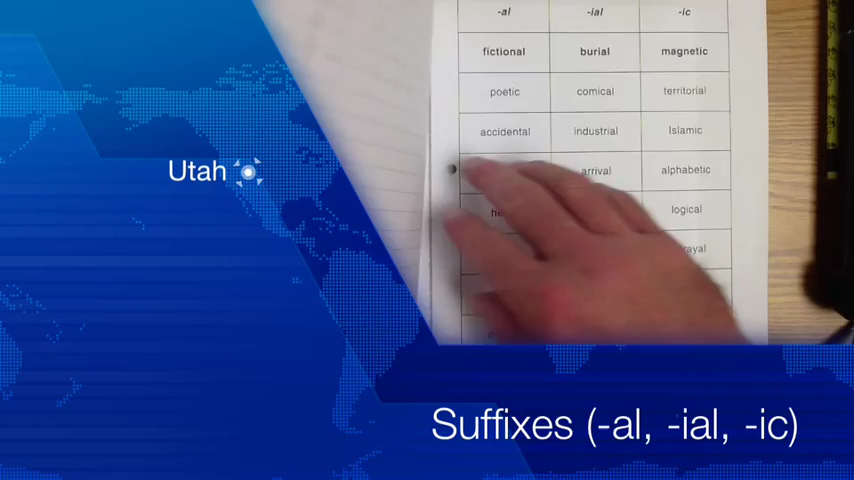 -al -ial -ic
fictional burial magnetic
poetic comical territorial
accidental industrial Islamic
arrival alphabetic
logical
Utah
Suffixes (-al, -ial, -ic)